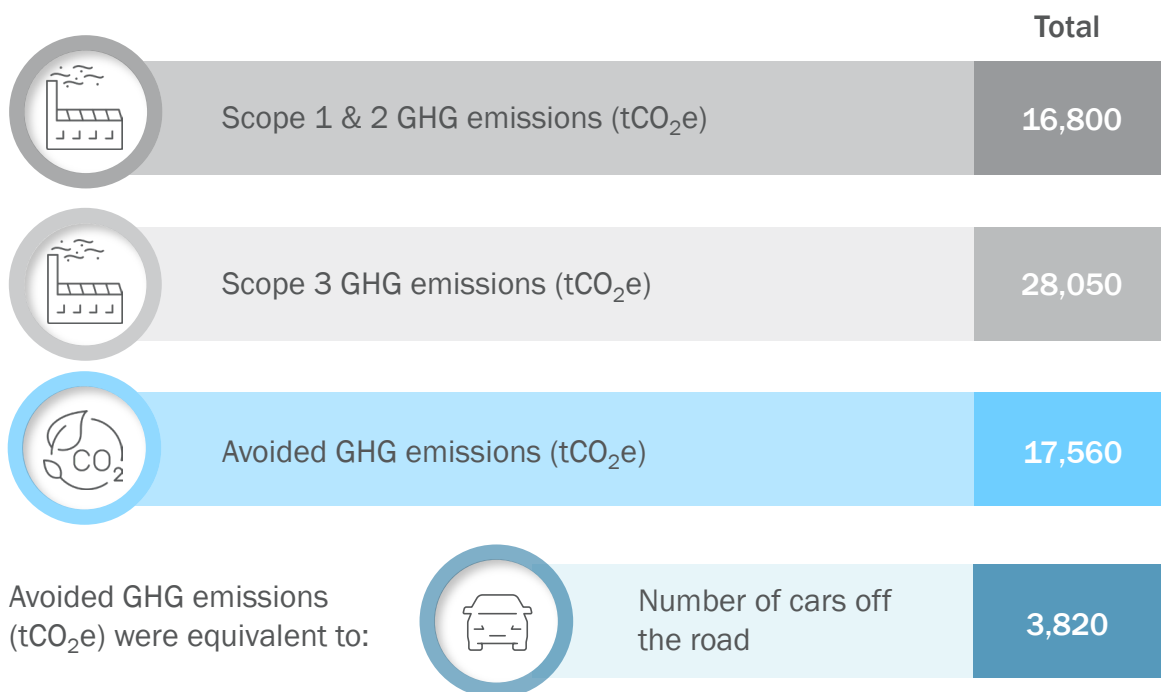 Total
Scope 1 & 2 GHG emissions (tCO₂e)
16,800
Scope 3 GHG emissions (tCO₂e)
28,050
CO₂
Avoided GHG emissions (tCO₂e)
17,560
Avoided GHG emissions
(tCO₂e) were equivalent to:
Number of cars off
the road
3,820